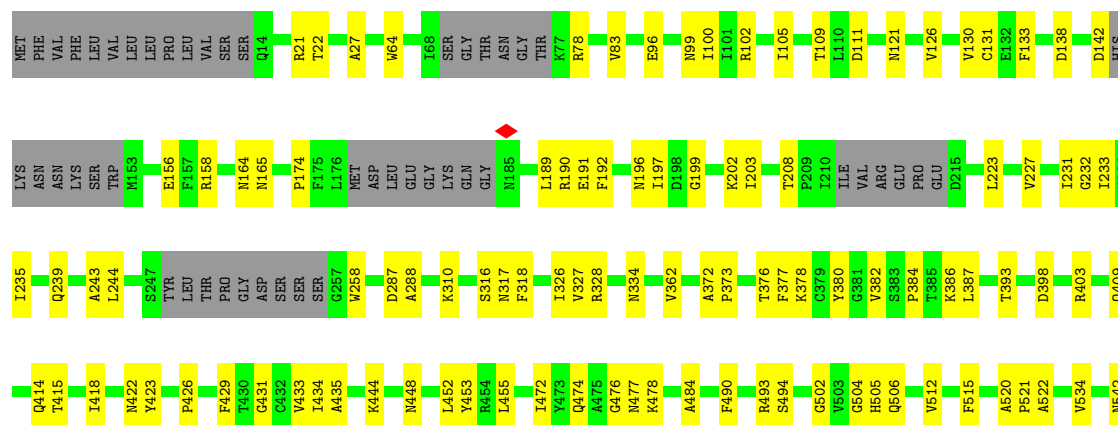 MET PHE VAL PHE LEU VAL LEU LEU PRO LEU VAL SER SER Q14 R21 T22 A27 W64 I68 SER GLY THR ASN GLY THR K77 R78 V83 E96 N99 I100 I101 R102 I105 T109 L110 D111 N121 V126 V130 C131 E132 F133 D138 D142 HIS
LYS ASN ASN LYS SER TRP M153 E156 F157 R158 N164 N165 P174 F175 L176 MET ASP LEU GLU GLY LYS GLN GLY N185 L189 R190 E191 F192 N196 I197 D198 G199 K202 I203 T208 P209 I210 ILE VAL ARG GLU PRO GLU D215 L223 V227 I231 G232 I233
I235 Q239 A243 L244 S247 TYR LEU THR PRO GLY ASP SER SER SER G257 W258 D287 A288 K310 S316 N317 F318 I326 V327 R328 N334 V362 A372 P373 T376 F377 K378 C379 Y380 G381 V382 S383 P384 T385 K386 L387 T393 D398 R403
Q414 T415 I418 N422 Y423 P426 F429 T430 G431 C432 V433 I434 A435 K444 N448 L452 Y453 R454 L455 I472 Y473 Q474 A475 G476 N477 K478 A484 F490 R493 S494 G502 V503 G504 H505 Q506 V512 F515 A520 P521 A522 V534